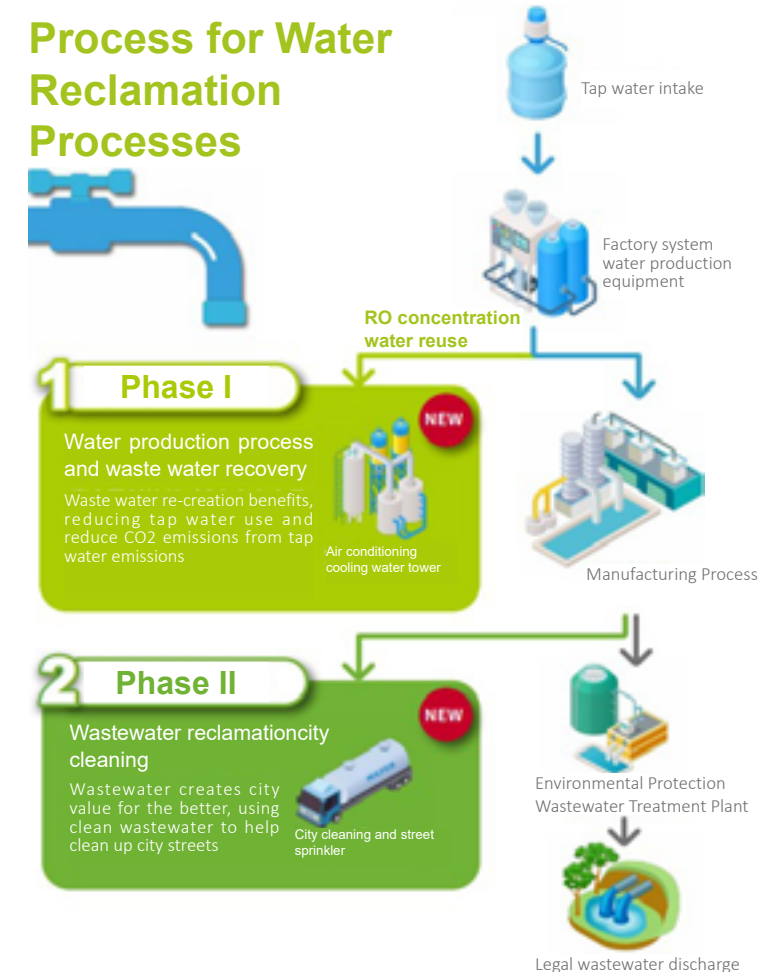 Process for Water
Reclamation
Processes
Tap water intake
Factory system
water production
equipment
RO concentration
water reuse
1
Phase I
NEW
Water production process
and waste water recovery
Waste water re-creation benefits,
reducing tap water use and
reduce CO2 emissions from tap
water emissions
Air conditioning
cooling water tower
Manufacturing Process
2
Phase II
NEW
Wastewater reclamationcity
cleaning
Wastewater creates city
value for the better, using
clean wastewater to help
clean up city streets
WATER
City cleaning and street
sprinkler
Environmental Protection
Wastewater Treatment Plant
Legal wastewater discharge